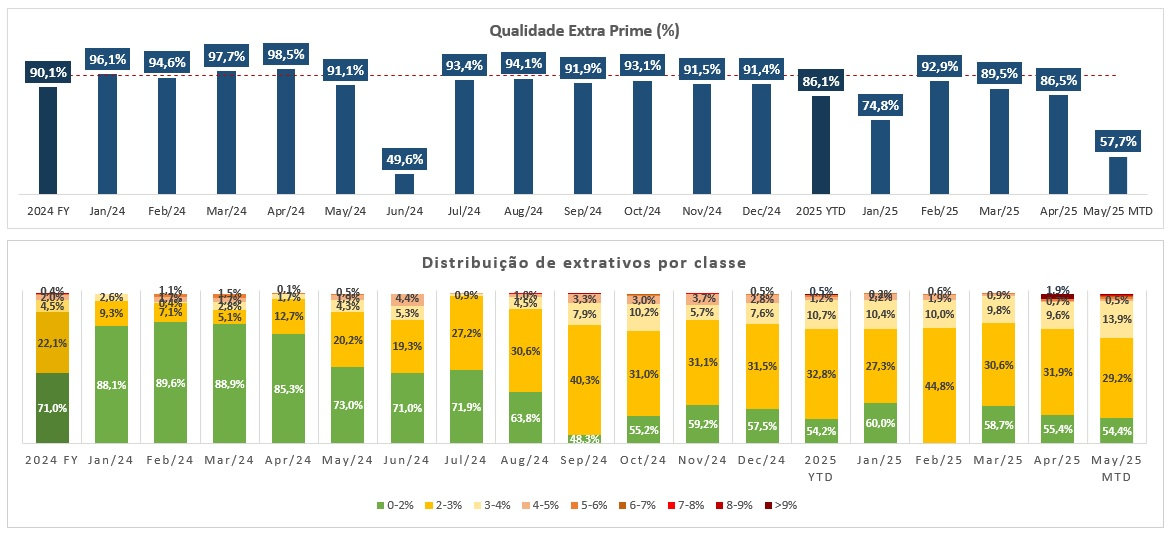 Qualidade Extra Prime (%)
90,1% 96,1% 94,6% 97,7% 98,5% 91,1% 49,6% 93,4% 94,1% 91,9% 93,1% 91,5% 91,4% 86,1% 74,8% 92,9% 89,5% 86,5% 57,7%
2024 FY Jan/24 Feb/24 Mar/24 Apr/24 May/24 Jun/24 Jul/24 Aug/24 Sep/24 Oct/24 Nov/24 Dec/24 2025 YTD Jan/25 Feb/25 Mar/25 Apr/25 May/25 MTD
Distribuição de extrativos por classe
0,4% 1,1% 1,5% 0,1% 0,5% 1,0% 0,5% 0,5% 0,6% 1,9%
2,0% 2,6% 1,7% 1,7% 1,7% 1,9% 4,4% 0,9% 4,5% 3,3% 3,0% 3,7% 2,8% 1,2% 2,2% 1,9% 0,9% 0,7% 0,5%
4,5% 9,3% 0,4% 2,8% 12,7% 4,3% 5,3% 27,2% 30,6% 7,9% 10,2% 5,7% 7,6% 10,7% 10,4% 10,0% 9,8% 9,6% 13,9%
22,1% 7,1% 5,1% 20,2% 19,3% 40,3% 31,0% 31,1% 31,5% 32,8% 27,3% 44,8% 30,6% 31,9% 29,2%
71,0% 88,1% 89,6% 88,9% 85,3% 73,0% 71,0% 71,9% 63,8% 48,3% 55,2% 59,2% 57,5% 54,2% 60,0% 58,7% 55,4% 54,4%
2024 FY Jan/24 Feb/24 Mar/24 Apr/24 May/24 Jun/24 Jul/24 Aug/24 Sep/24 Oct/24 Nov/24 Dec/24 2025 Jan/25 Feb/25 Mar/25 Apr/25 May/25
YTD MTD
0-2% 2-3% 3-4% 4-5% 5-6% 6-7% 7-8% 8-9% >9%